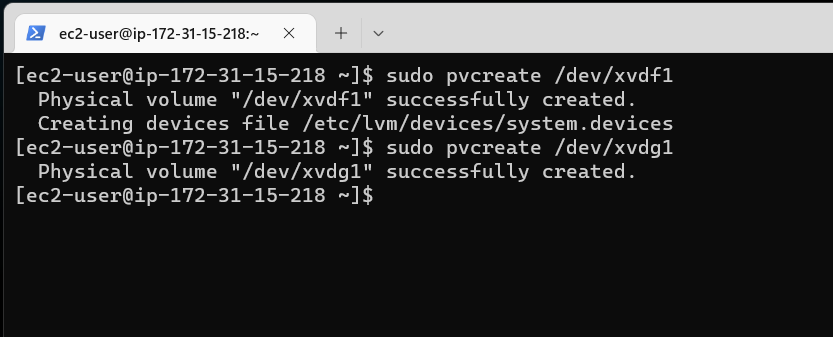 ec2-user@ip-172-31-15-218:~
[ec2-user@ip-172-31-15-218 ~]$ sudo pvcreate /dev/xvdf1
  Physical volume "/dev/xvdf1" successfully created.
  Creating devices file /etc/lvm/devices/system.devices
[ec2-user@ip-172-31-15-218 ~]$ sudo pvcreate /dev/xvdg1
  Physical volume "/dev/xvdg1" successfully created.
[ec2-user@ip-172-31-15-218 ~]$